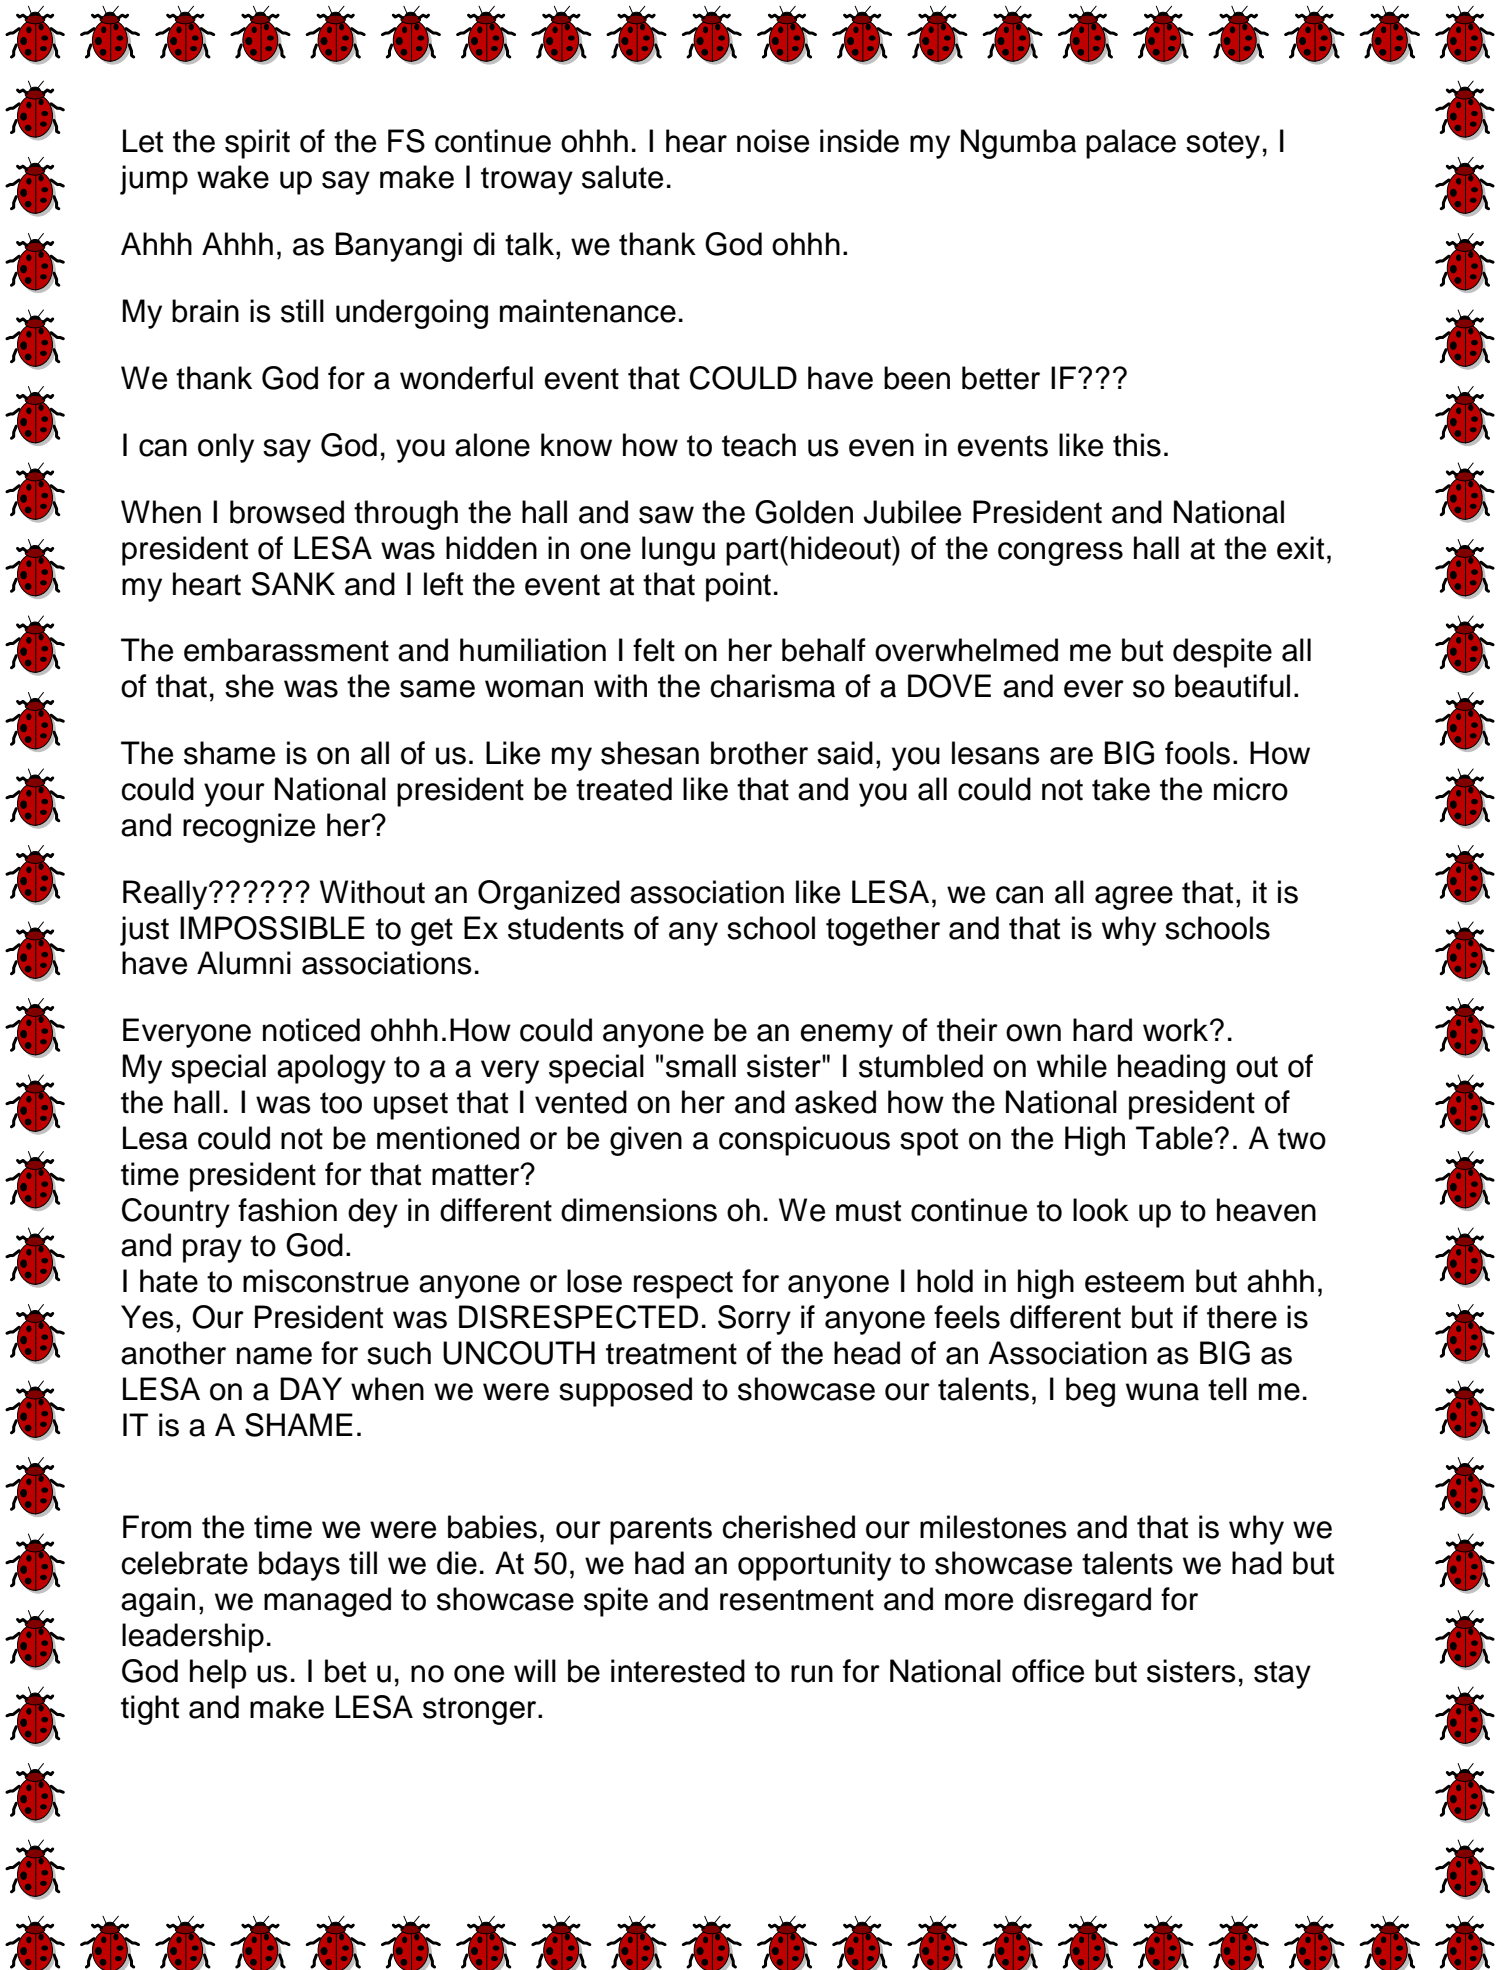 Let the spirit of the FS continue ohhh. I hear noise inside my Ngumba palace sotey, I
jump wake up say make I troway salute.
Ahhh Ahhh, as Banyangi di talk, we thank God ohhh.
My brain is still undergoing maintenance.
We thank God for a wonderful event that COULD have been better IF???
I can only say God, you alone know how to teach us even in events like this.
When I browsed through the hall and saw the Golden Jubilee President and National
president of LESA was hidden in one lungu part(hideout) of the congress hall at the exit,
my heart SANK and I left the event at that point.
The embarassment and humiliation I felt on her behalf overwhelmed me but despite all
of that, she was the same woman with the charisma of a DOVE and ever so beautiful.
The shame is on all of us. Like my shesan brother said, you lesans are BIG fools. How
could your National president be treated like that and you all could not take the micro
and recognize her?
Really?????? Without an Organized association like LESA, we can all agree that, it is
just IMPOSSIBLE to get Ex students of any school together and that is why schools
have Alumni associations.
Everyone noticed ohhh.How could anyone be an enemy of their own hard work?.
My special apology to a a very special "small sister" I stumbled on while heading out of
the hall. I was too upset that I vented on her and asked how the National president of
Lesa could not be mentioned or be given a conspicuous spot on the High Table?. A two
time president for that matter?
Country fashion dey in different dimensions oh. We must continue to look up to heaven
and pray to God.
I hate to misconstrue anyone or lose respect for anyone I hold in high esteem but ahhh,
Yes, Our President was DISRESPECTED. Sorry if anyone feels different but if there is
another name for such UNCOUTH treatment of the head of an Association as BIG as
LESA on a DAY when we were supposed to showcase our talents, I beg wuna tell me.
IT is a A SHAME.
From the time we were babies, our parents cherished our milestones and that is why we
celebrate bdays till we die. At 50, we had an opportunity to showcase talents we had but
again, we managed to showcase spite and resentment and more disregard for
leadership.
God help us. I bet u, no one will be interested to run for National office but sisters, stay
tight and make LESA stronger.